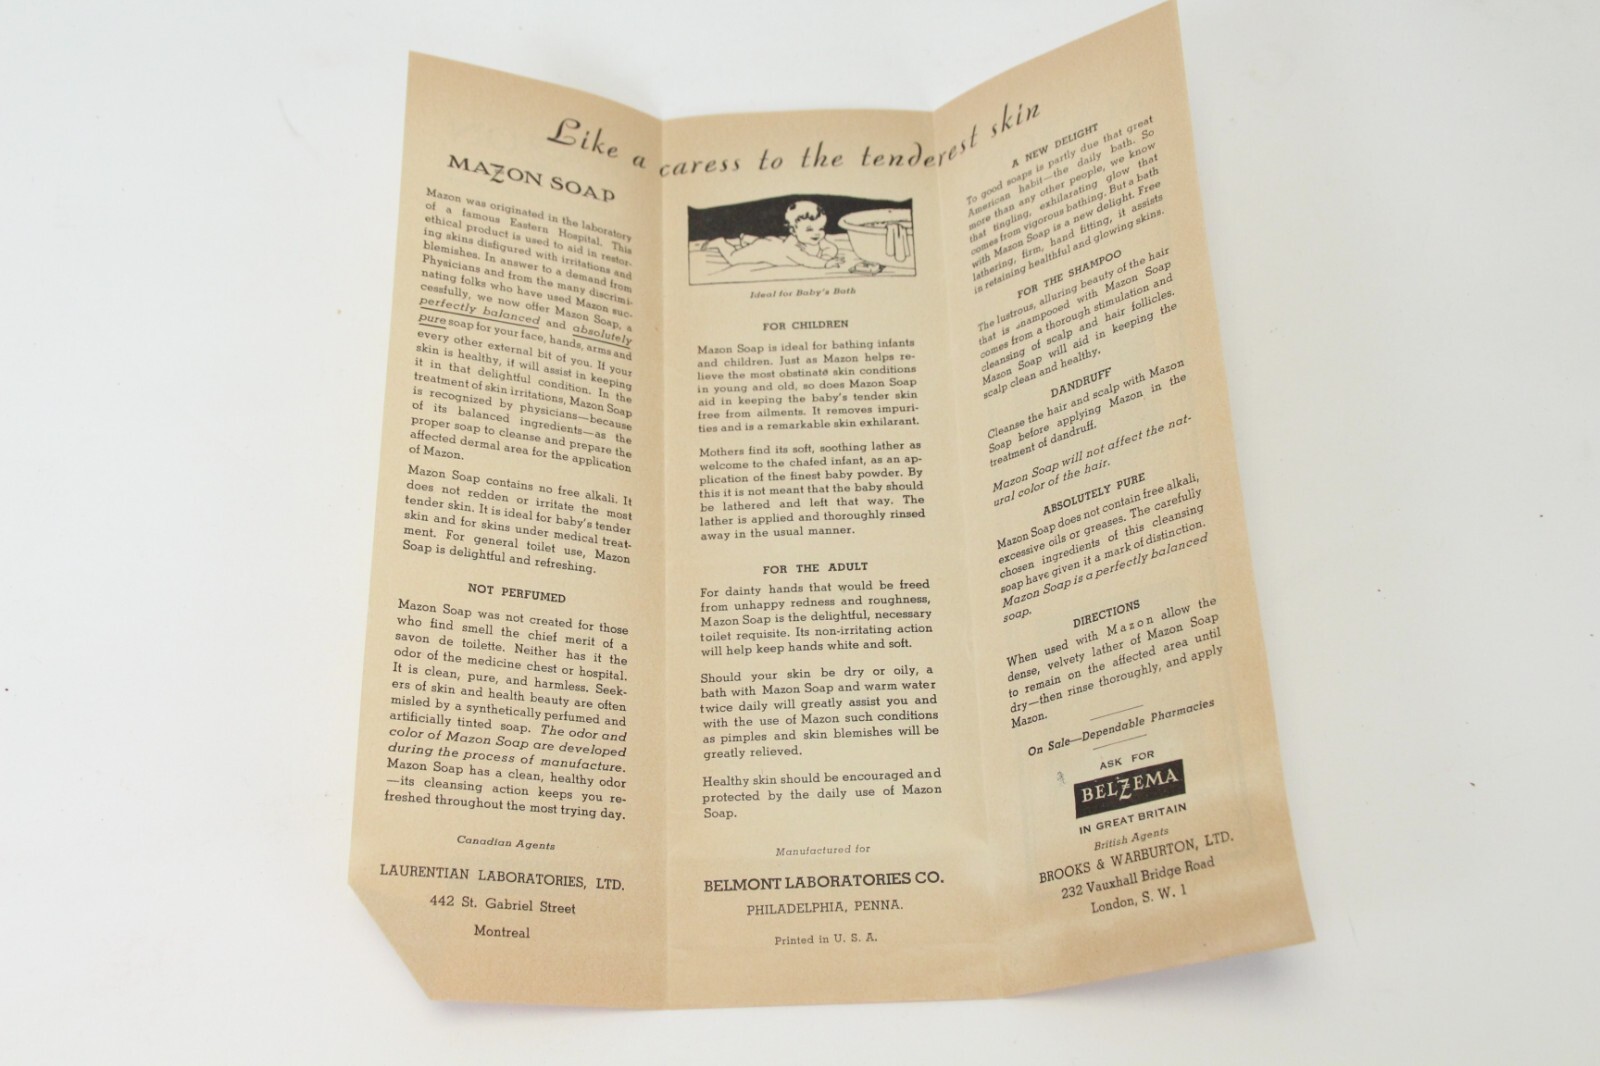 Like a caress to the tenderest skin
MAZON SOAP
Mazon was originated in the laboratory
of a famous Eastern Hospital. This
ethical product is used to aid in restor-
ing skins disfigured with irritations and
blemishes. In answer to a demand from
Physicians and from the many discrimi-
nating folks who have used Mazon suc-
cessfully, we now offer Mazon Soap, a
perfectly balanced and absolutely
pure soap for your face, hands, arms and
every other external bit of you. If your
skin is healthy, it will assist in keeping
it in that delightful condition. In the
treatment of skin irritations, Mazon Soap
is recognized by physicians—because
of its balanced ingredients—as the
proper soap to cleanse and prepare the
affected dermal area for the application
of Mazon.
Mazon Soap contains no free alkali. It
does not redden or irritate the most
tender skin. It is ideal for baby's tender
skin and for skins under medical treat-
ment. For general toilet use, Mazon
Soap is delightful and refreshing.
NOT PERFUMED
Mazon Soap was not created for those
who find smell the chief merit of a
savon de toilette. Neither has it the
odor of the medicine chest or hospital.
It is clean, pure, and harmless. Seek-
ers of skin and health beauty are often
misled by a synthetically perfumed and
artificially tinted soap. The odor and
color of Mazon Soap are developed
during the process of manufacture.
Mazon Soap has a clean, healthy odor
—its cleansing action keeps you re-
freshed throughout the most trying day.
Canadian Agents
LAURENTIAN LABORATORIES, LTD.
442 St. Gabriel Street
Montreal
Ideal for Baby's Bath
FOR CHILDREN
Mazon Soap is ideal for bathing infants
and children. Just as Mazon helps re-
lieve the most obstinate skin conditions
in young and old, so does Mazon Soap
aid in keeping the baby's tender skin
free from ailments. It removes impuri-
ties and is a remarkable skin exhilarant.
Mothers find its soft, soothing lather as
welcome to the chafed infant, as an ap-
plication of the finest baby powder. By
this it is not meant that the baby should
be lathered and left that way. The
lather is applied and thoroughly rinsed
away in the usual manner.
FOR THE ADULT
For dainty hands that would be freed
from unhappy redness and roughness,
Mazon Soap is the delightful, necessary
toilet requisite. Its non-irritating action
will help keep hands white and soft.
Should your skin be dry or oily, a
bath with Mazon Soap and warm water
twice daily will greatly assist you and
with the use of Mazon such conditions
as pimples and skin blemishes will be
greatly relieved.
Healthy skin should be encouraged and
protected by the daily use of Mazon
Soap.
Manufactured for
BELMONT LABORATORIES CO.
PHILADELPHIA, PENNA.
Printed in U. S. A.
A NEW DELIGHT
To good soaps is partly due that great
American habit—the daily bath. So
more than any other people, we know
that tingling, exhilarating glow that
comes from vigorous bathing. But a bath
with Mazon Soap is a new delight. Free
lathering, firm, hand fitting, it assists
in retaining healthful and glowing skins.
FOR THE SHAMPOO
The lustrous, alluring beauty of the hair
that is shampooed with Mazon Soap
comes from a thorough stimulation and
cleansing of scalp and hair follicles.
Mazon Soap will aid in keeping the
scalp clean and healthy.
DANDRUFF
Cleanse the hair and scalp with Mazon
Soap before applying Mazon in the
treatment of dandruff.
Mazon Soap will not affect the nat-
ural color of the hair.
ABSOLUTELY PURE
Mazon Soap does not contain free alkali,
excessive oils or greases. The carefully
chosen ingredients of this cleansing
soap have given it a mark of distinction.
Mazon Soap is a perfectly balanced
soap.
DIRECTIONS
When used with Mazon allow the
dense, velvety lather of Mazon Soap
to remain on the affected area until
dry—then rinse thoroughly, and apply
Mazon.
On Sale—Dependable Pharmacies
ASK FOR
BELZEMA
IN GREAT BRITAIN
British Agents
BROOKS & WARBURTON, LTD.
232 Vauxhall Bridge Road
London, S. W. 1